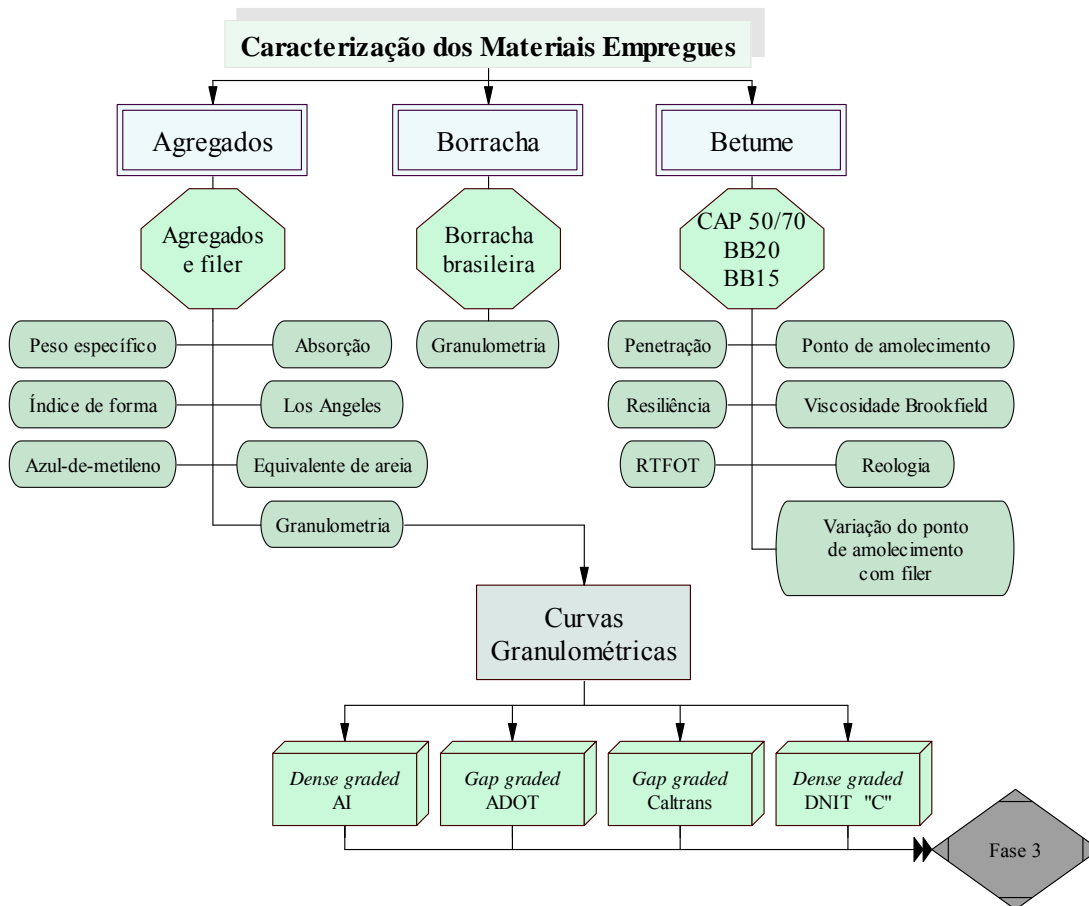 Caracterização dos Materiais Empregues
Agregados
Borracha
Betume
Agregados
e filer
Borracha
brasileira
CAP 50/70
BB20
BB15
Peso específico
Absorção
Granulometria
Penetração
Ponto de amolecimento
Índice de forma
Los Angeles
Resiliência
Viscosidade Brookfield
Azul-de-metileno
Equivalente de areia
RTFOT
Reologia
Granulometria
Variação do ponto
de amolecimento
com filer
Curvas
Granulométricas
Dense graded
AI
Gap graded
ADOT
Gap graded
Caltrans
Dense graded
DNIT "C"
Fase 3